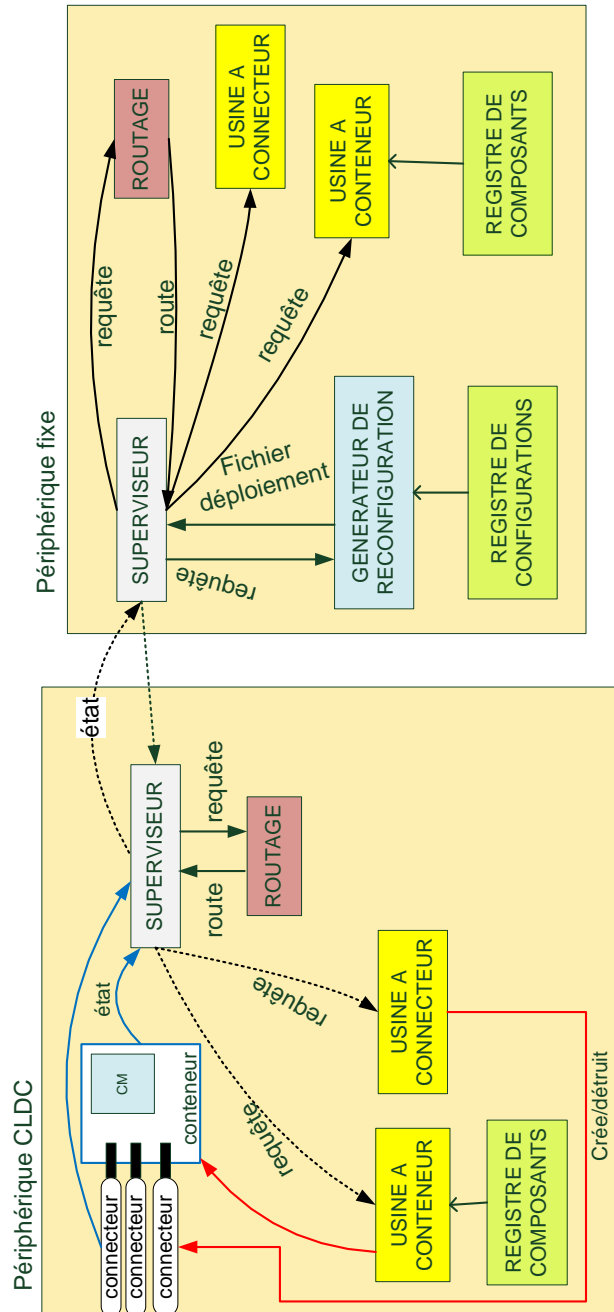 Périphérique CLDC
connecteur
connecteur
connecteur
CM
conteneur
état
SUPERVISEUR
route
requête
ROUTAGE
requête
requête
USINE A
CONTENEUR
USINE A
CONNECTEUR
REGISTRE DE
COMPOSANTS
Crée/détruit
état
Périphérique fixe
SUPERVISEUR
requête
route
ROUTAGE
requête
USINE A
CONNECTEUR
requête
USINE A
CONTENEUR
requête
Fichier
déploiement
GENERATEUR DE
RECONFIGURATION
REGISTRE DE
COMPOSANTS
REGISTRE DE
CONFIGURATIONS